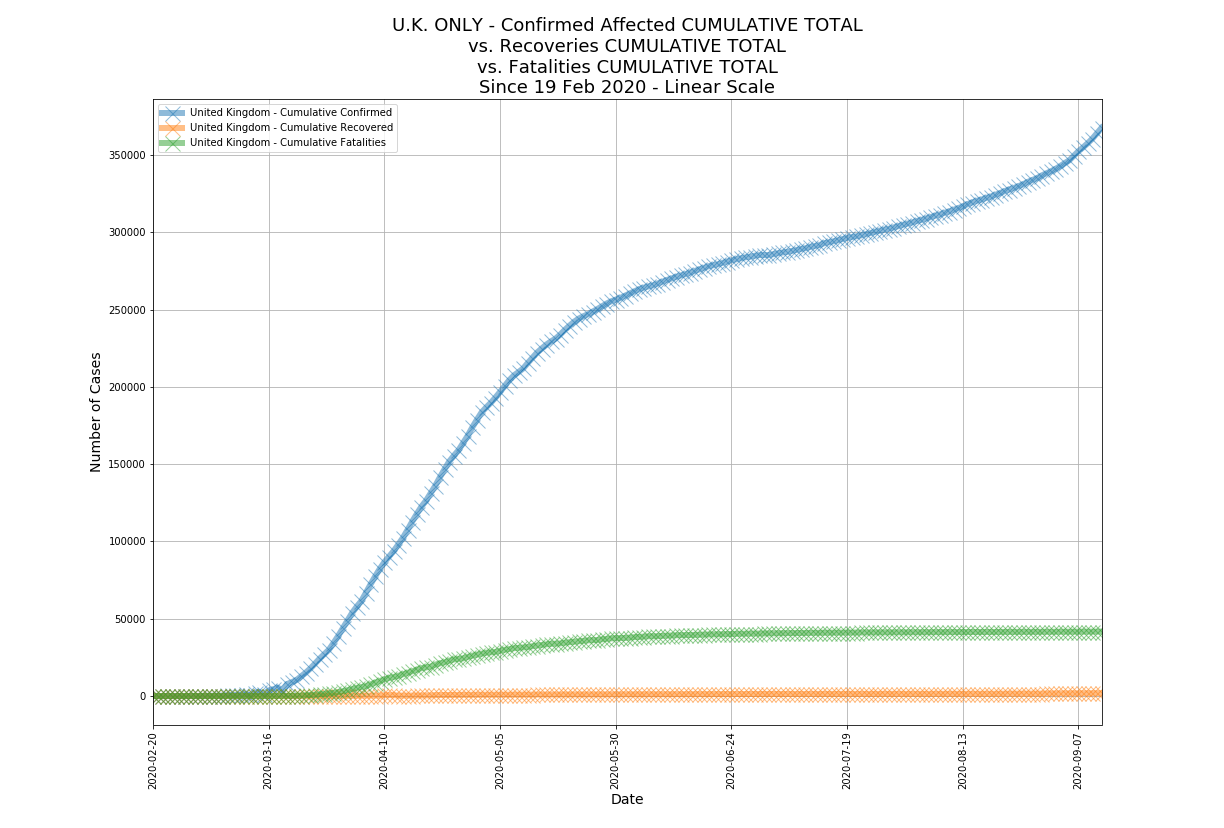 U.K. ONLY - Confirmed Affected CUMULATIVE TOTAL
vs. Recoveries CUMULATIVE TOTAL
vs. Fatalities CUMULATIVE TOTAL
Since 19 Feb 2020 - Linear Scale
United Kingdom - Cumulative Confirmed
United Kingdom - Cumulative Recovered
United Kingdom - Cumulative Fatalities
Number of Cases
350000
300000
250000
200000
150000
100000
50000
0
2020-02-20
2020-03-16
2020-04-10
2020-05-05
2020-05-30
2020-06-24
2020-07-19
2020-08-13
2020-09-07
Date